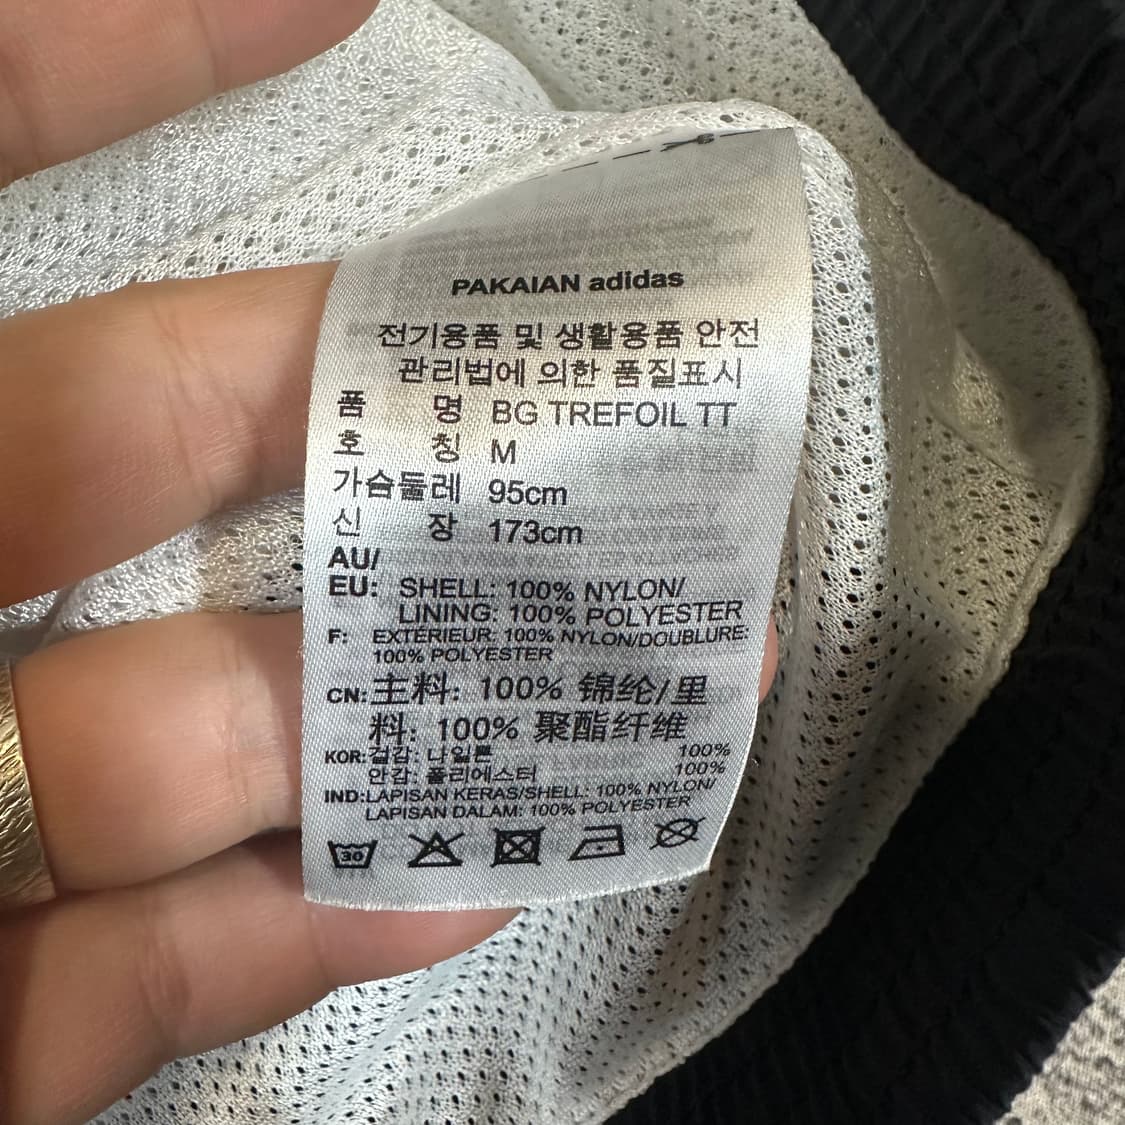 PAKAIAN adidas
전기용품 및 생활용품 안전
관리법에 의한 품질표시
품 명 BG TREFOIL TT
호 칭 M
가슴둘레 95cm
신 장 173cm
AU/
EU: SHELL: 100% NYLON/
LINING: 100% POLYESTER
F: EXTÉRIEUR: 100% NYLON/DOUBLURE:
100% POLYESTER
CN: 主料: 100% 锦纶/里
料: 100% 聚酯纤维
KOR: 겉감: 나일론 100%
안감: 폴리에스터 100%
IND: LAPISAN KERAS/SHELL: 100% NYLON/
LAPISAN DALAM: 100% POLYESTER
30